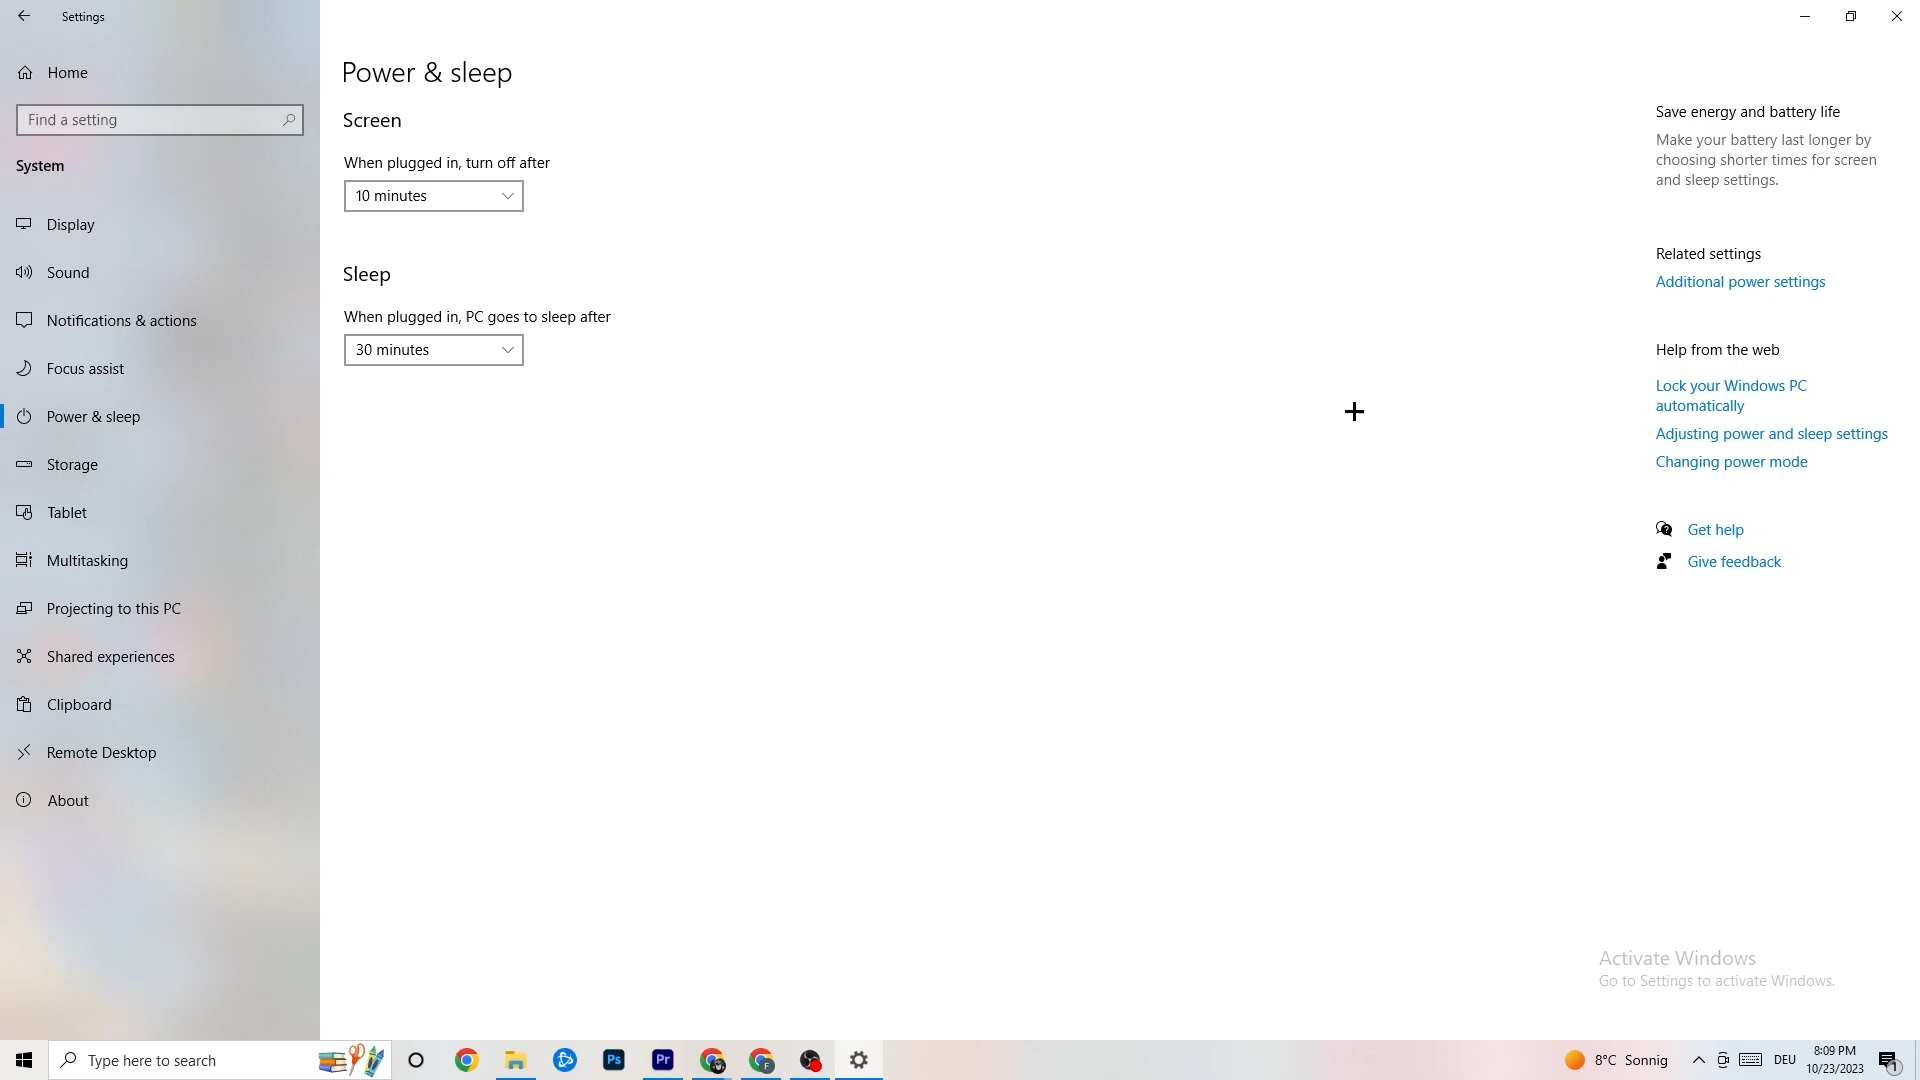 Settings
Home
Find a setting
System
Display
Sound
Notifications & actions
Focus assist
Power & sleep
Storage
Tablet
Multitasking
Projecting to this PC
Shared experiences
Clipboard
Remote Desktop
About
Power & sleep
Screen
When plugged in, turn off after
10 minutes
Sleep
When plugged in, PC goes to sleep after
30 minutes
Save energy and battery life
Make your battery last longer by
choosing shorter times for screen
and sleep settings.
Related settings
Additional power settings
Help from the web
Lock your Windows PC
automatically
Adjusting power and sleep settings
Changing power mode
Get help
Give feedback
Activate Windows
Go to Settings to activate Windows.
Type here to search
Ps
Pr
F
8°C Sonnig
DEU
8:09 PM
10/23/2023
1